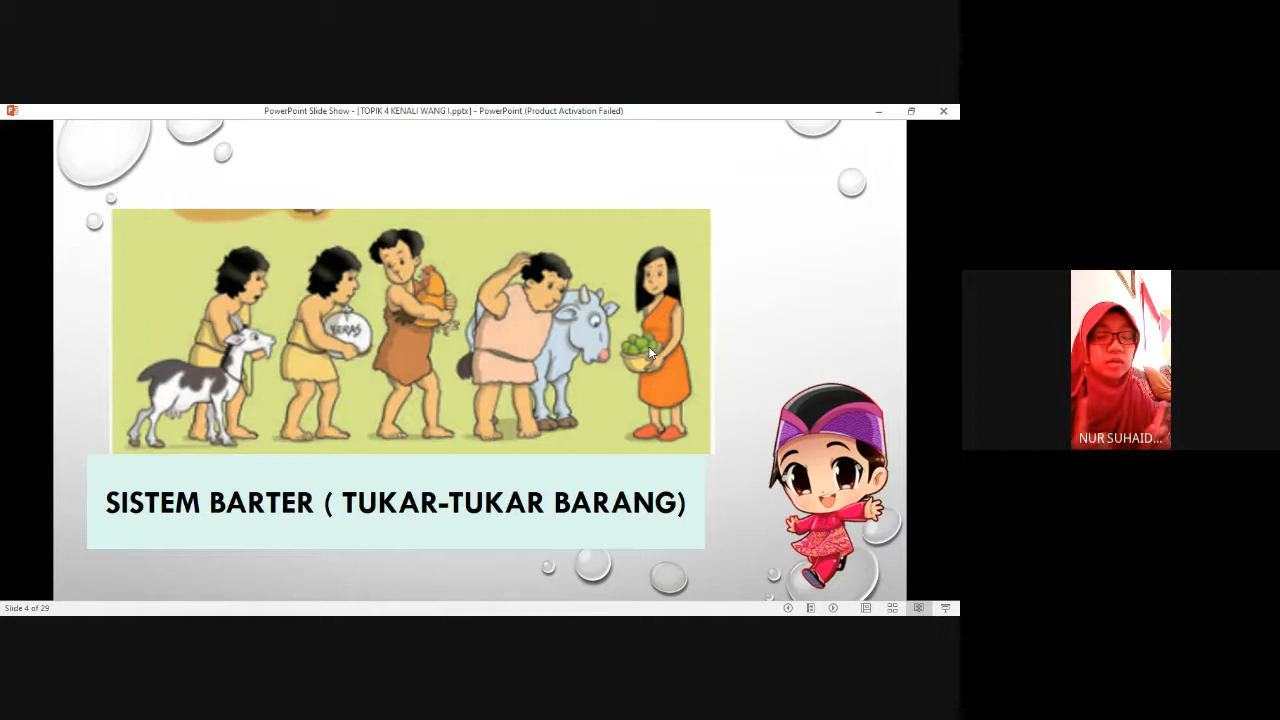 PowerPoint Slide Show - [TOPIK 4 KENALI WANG I.pptx] - PowerPoint (Product Activation Failed)
BERAS
SISTEM BARTER ( TUKAR-TUKAR BARANG)
NUR SUHAID...
Slide 4 of 29